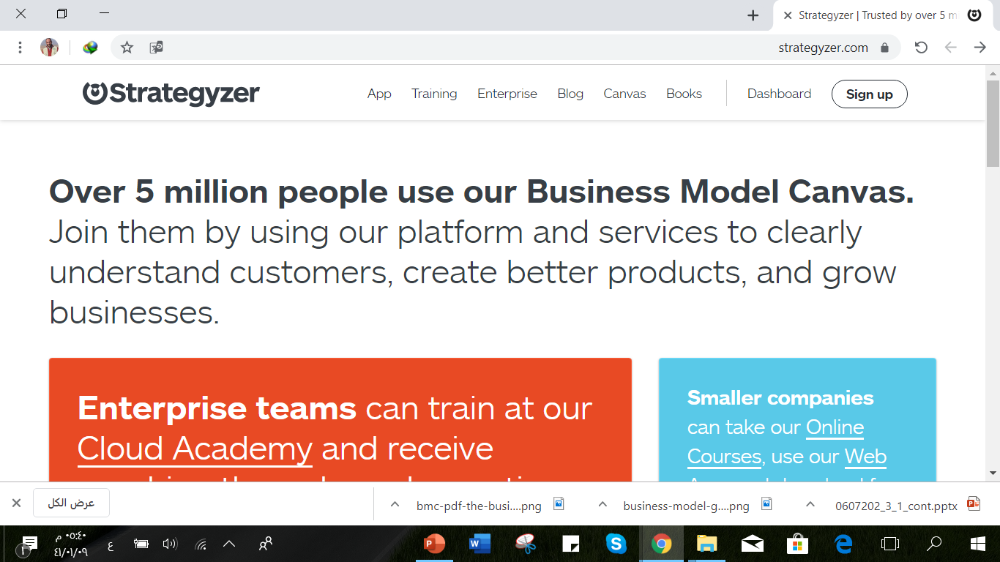 Strategyzer | Trusted by over 5 m
strategyzer.com
Strategyzer
App Training Enterprise Blog Canvas Books Dashboard Sign up
Over 5 million people use our Business Model Canvas.
Join them by using our platform and services to clearly
understand customers, create better products, and grow
businesses.
Enterprise teams can train at our
Cloud Academy and receive
Smaller companies
can take our Online
Courses, use our Web
عرض الكل
bmc-pdf-the-busi....png
business-model-g....png
0607202_3_1_cont.pptx
٠٥:٤٠ م
٤١/٠١/٠٩
ع
١